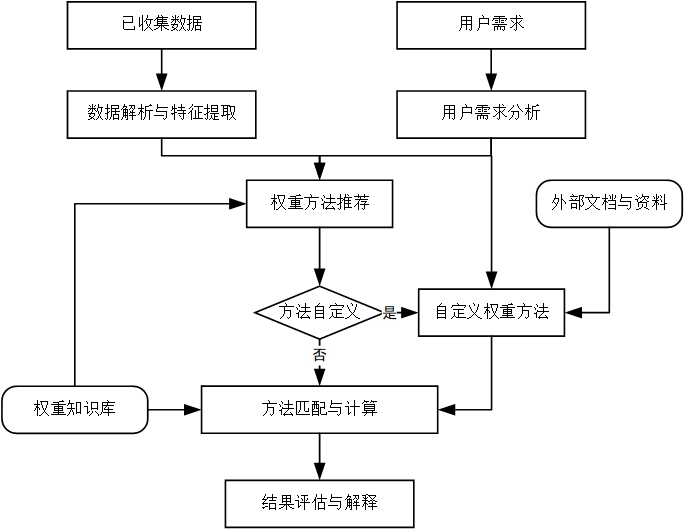 已收集数据
用户需求
数据解析与特征提取
用户需求分析
权重方法推荐
外部文档与资料
方法自定义
是
自定义权重方法
否
权重知识库
方法匹配与计算
结果评估与解释